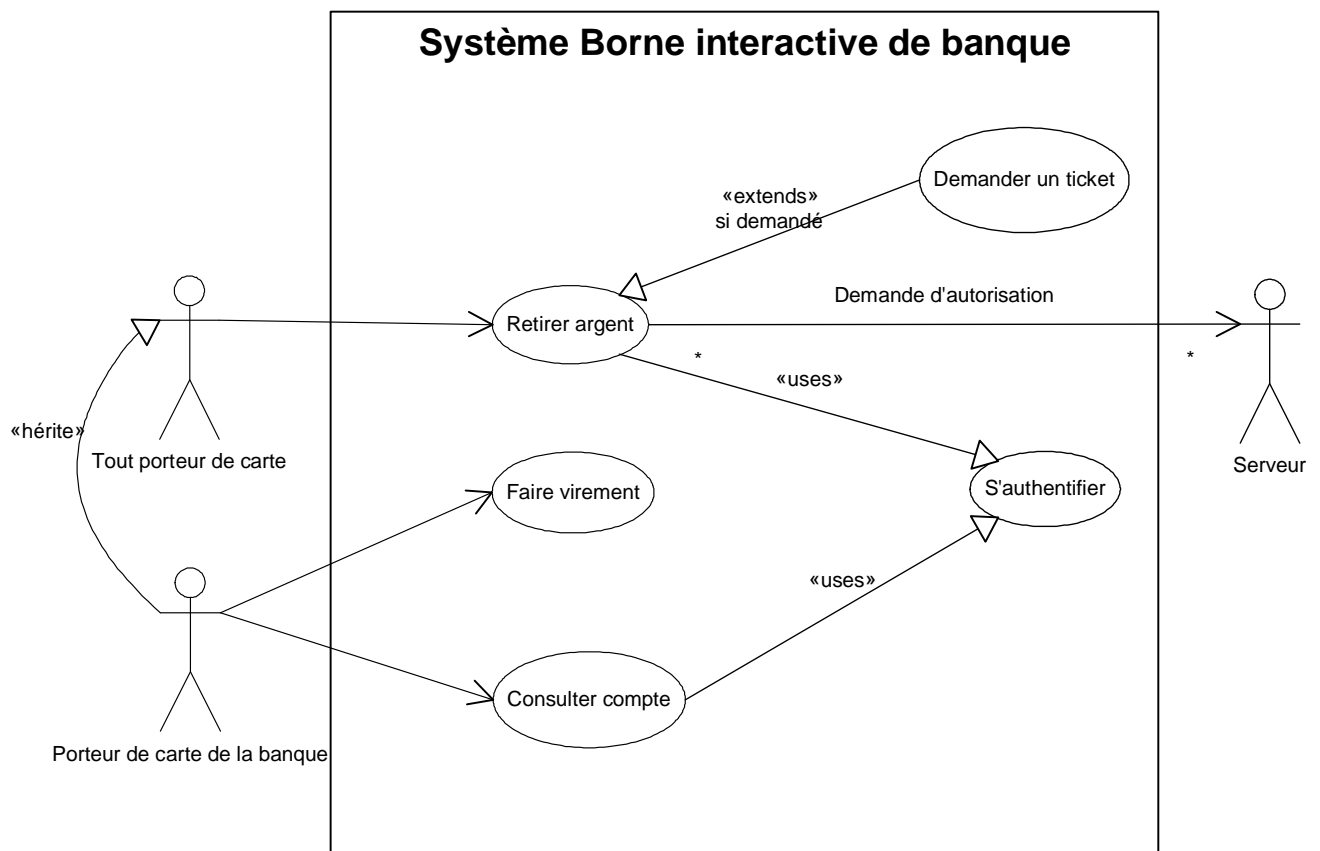 Système Borne interactive de banque
Demander un ticket
«extends»
si demandé
Retirer argent
Demande d'autorisation
*
*
«uses»
«hérite»
Tout porteur de carte
Serveur
Faire virement
S'authentifier
«uses»
Consulter compte
Porteur de carte de la banque